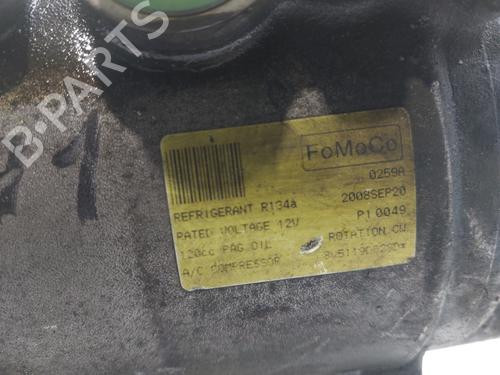 B-PARTS
FoMoCo
0259A
REFRIGERANT R134a 2008SEP20
RATED VOLTAGE 12V P1 0049
120cc PAG OIL ROTATION CW
A/C COMPRESSOR